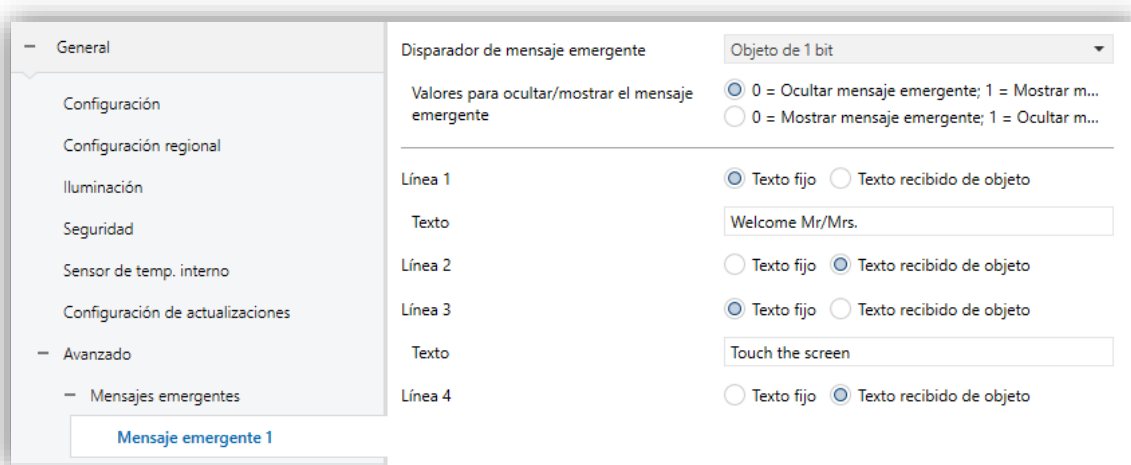 General
Configuración
Configuración regional
Iluminación
Seguridad
Sensor de temp. interno
Configuración de actualizaciones
Avanzado
Mensajes emergentes
Mensaje emergente 1
Disparador de mensaje emergente
Objeto de 1 bit
Valores para ocultar/mostrar el mensaje
emergente
0 = Ocultar mensaje emergente; 1 = Mostrar m...
0 = Mostrar mensaje emergente; 1 = Ocultar m...
Línea 1
Texto fijo Texto recibido de objeto
Texto
Welcome Mr/Mrs.
Línea 2
Texto fijo Texto recibido de objeto
Línea 3
Texto fijo Texto recibido de objeto
Texto
Touch the screen
Línea 4
Texto fijo Texto recibido de objeto